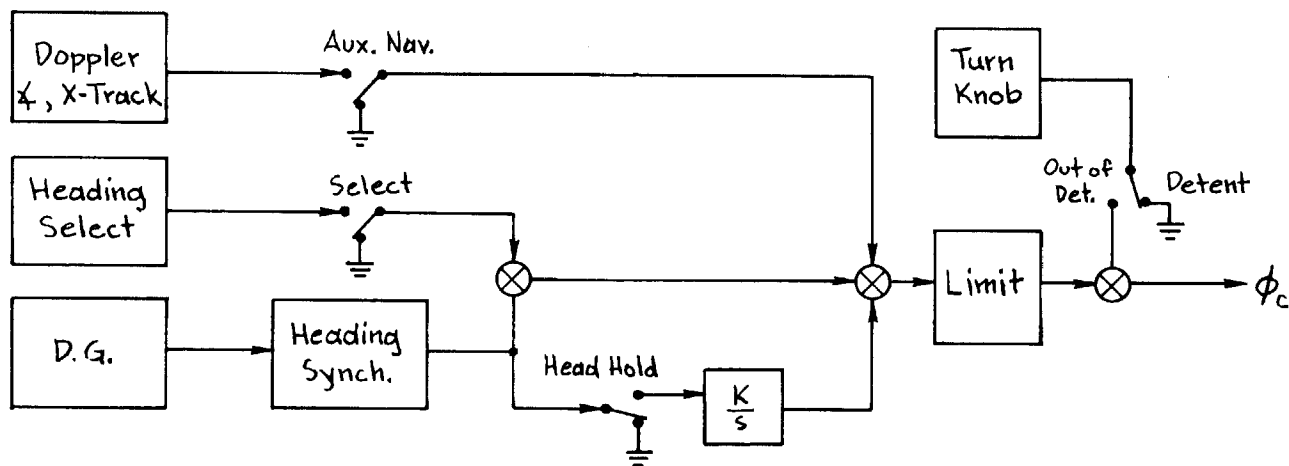 Doppler
∡, X-Track
Aux. Nav.
Turn
Knob
Heading
Select
Select
Out of
Det.
Detent
D.G.
Heading
Synch.
Head Hold
K
s
Limit
ϕc